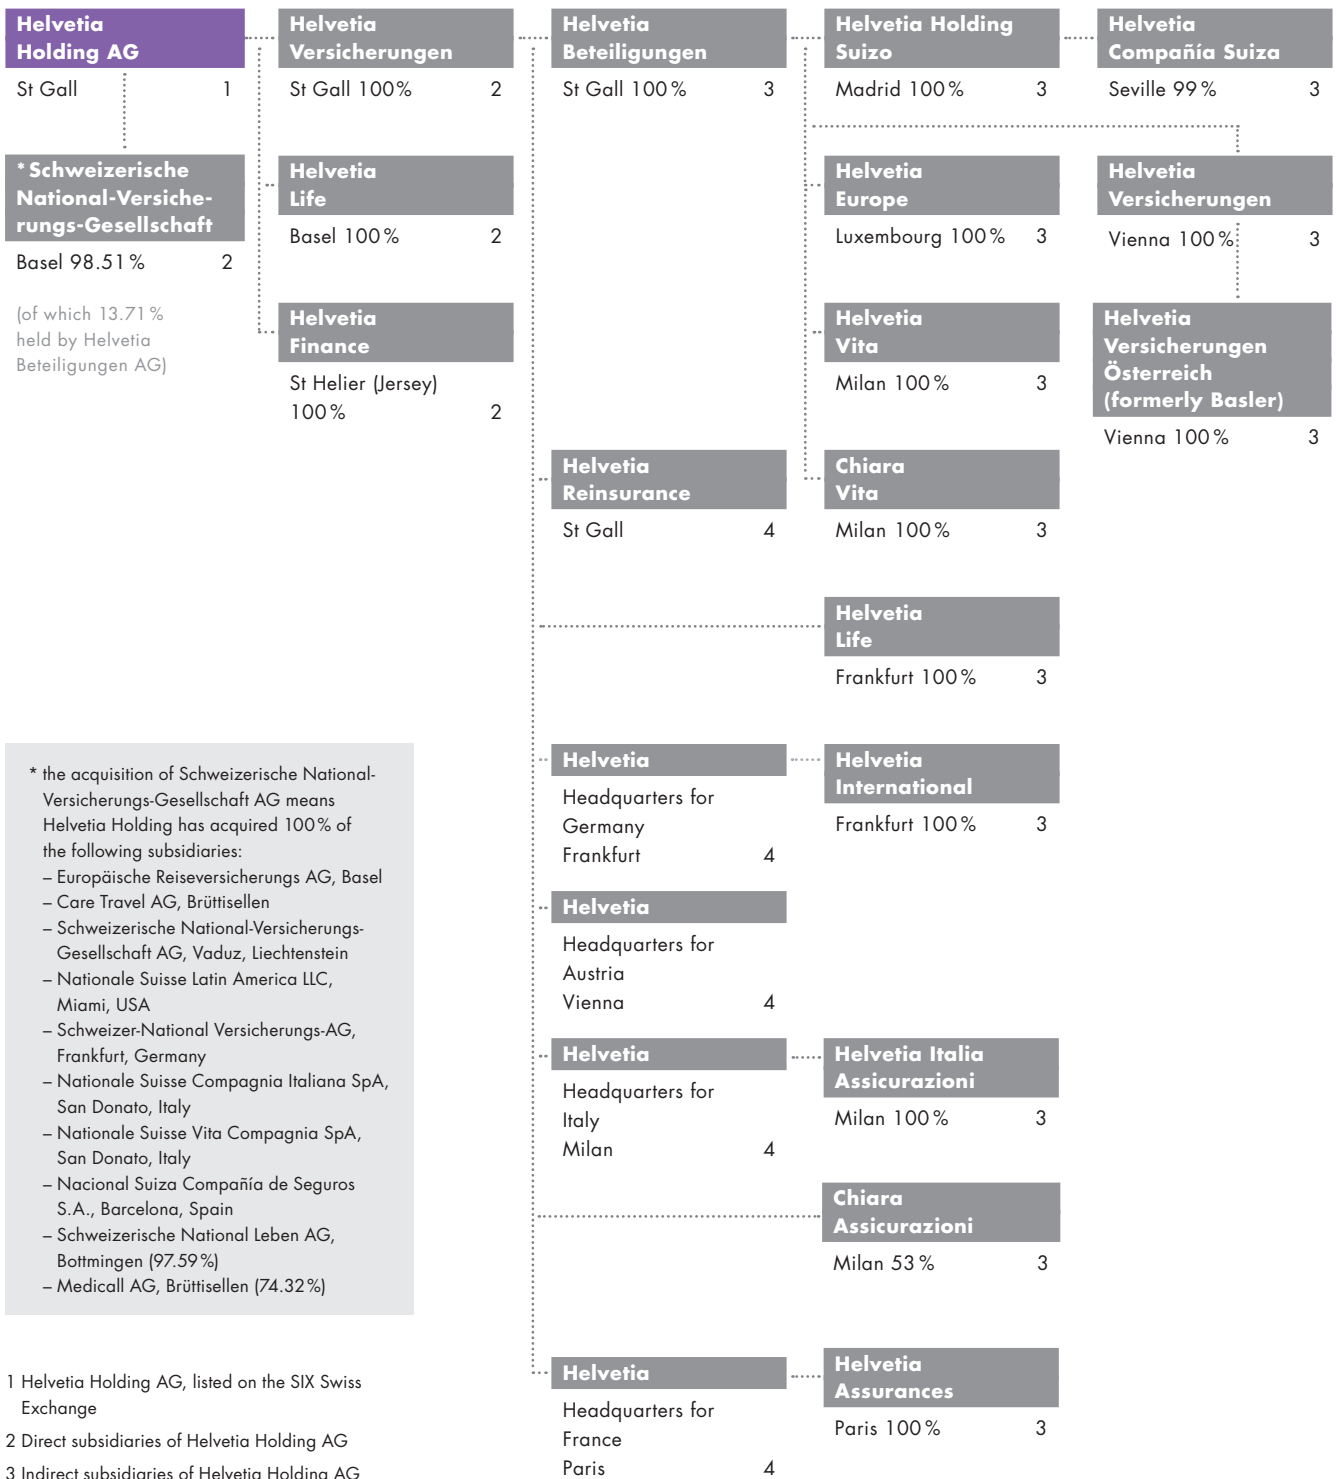 Helvetia
Holding AG
St Gall 1
Helvetia
Versicherungen
St Gall 100% 2
Helvetia
Beteiligungen
St Gall 100% 3
Helvetia Holding
Suizo
Madrid 100% 3
Helvetia
Compañía Suiza
Seville 99% 3
* Schweizerische
National-Versiche-
rungs-Gesellschaft
Basel 98.51% 2
(of which 13.71%
held by Helvetia
Beteiligungen AG)
Helvetia
Life
Basel 100% 2
Helvetia
Europe
Luxembourg 100% 3
Helvetia
Versicherungen
Vienna 100% 3
Helvetia
Finance
St Helier (Jersey)
100% 2
Helvetia
Vita
Milan 100% 3
Helvetia
Versicherungen
Österreich
(formerly Basler)
Vienna 100% 3
Helvetia
Reinsurance
St Gall 4
Chiara
Vita
Milan 100% 3
Helvetia
Life
Frankfurt 100% 3
Helvetia
Headquarters for
Germany
Frankfurt 4
Helvetia
International
Frankfurt 100% 3
Helvetia
Headquarters for
Austria
Vienna 4
Helvetia
Headquarters for
Italy
Milan 4
Helvetia Italia
Assicurazioni
Milan 100% 3
Chiara
Assicurazioni
Milan 53% 3
Helvetia
Headquarters for
France
Paris 4
Helvetia
Assurances
Paris 100% 3
* the acquisition of Schweizerische National-
Versicherungs-Gesellschaft AG means
Helvetia Holding has acquired 100% of
the following subsidiaries:
– Europäische Reiseversicherungs AG, Basel
– Care Travel AG, Brüttisellen
– Schweizerische National-Versicherungs-
Gesellschaft AG, Vaduz, Liechtenstein
– Nationale Suisse Latin America LLC,
Miami, USA
– Schweizer-National Versicherungs-AG,
Frankfurt, Germany
– Nationale Suisse Compagnia Italiana SpA,
San Donato, Italy
– Nationale Suisse Vita Compagnia SpA,
San Donato, Italy
– Nacional Suiza Compañía de Seguros
S.A., Barcelona, Spain
– Schweizerische National Leben AG,
Bottmingen (97.59%)
– Medicall AG, Brüttisellen (74.32%)
1 Helvetia Holding AG, listed on the SIX Swiss
Exchange
2 Direct subsidiaries of Helvetia Holding AG
3 Indirect subsidiaries of Helvetia Holding AG